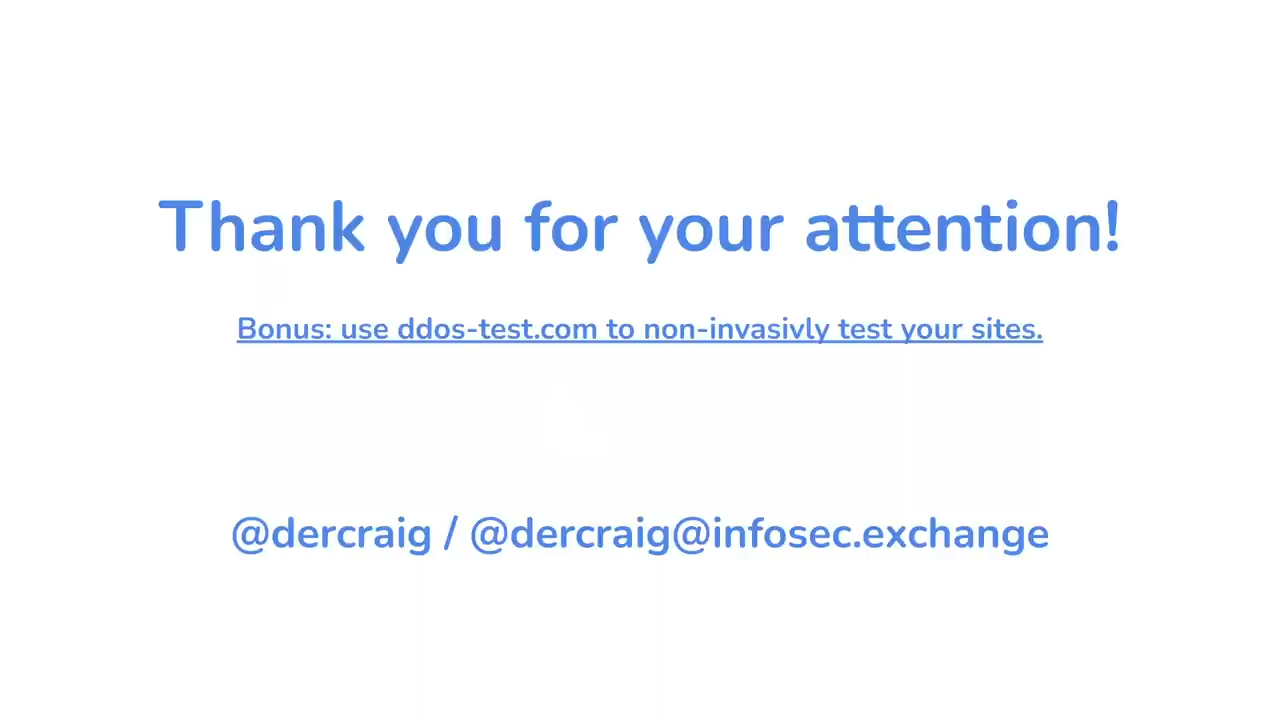 Thank you for your attention!
Bonus: use ddos-test.com to non-invasivly test your sites.
@dercraig / @dercraig@infosec.exchange